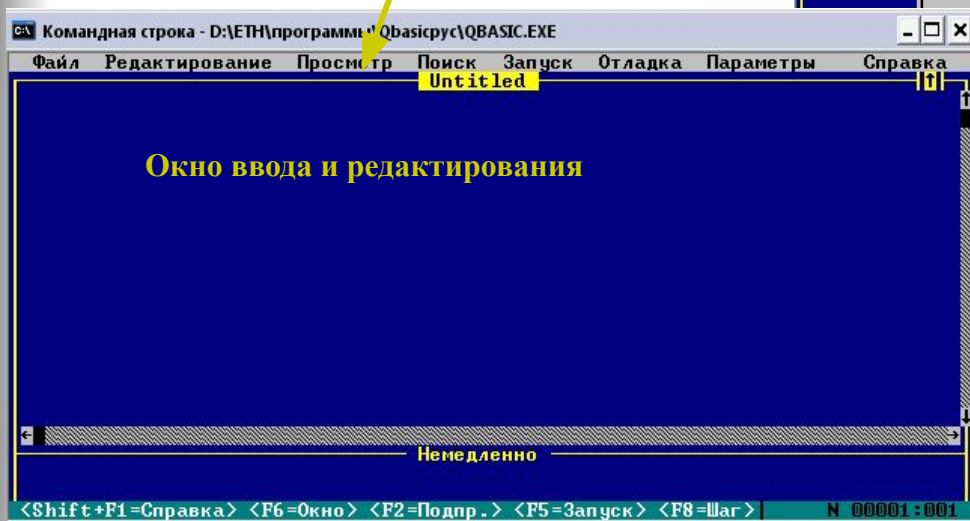 Командная строка - D:\ETH\программы\Qbasicрус\QBASIC.EXE
Файл Редактирование Просмотр Поиск Запуск Отладка Параметры Справка
Untitled
Окно ввода и редактирования
Немедленно
<Shift+F1=Справка> <F6=Окно> <F2=Подпр.> <F5=Запуск> <F8=Шаг> N 00001:001